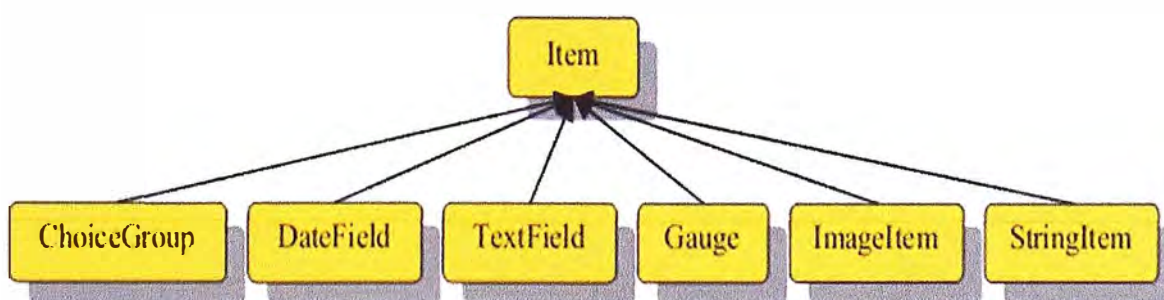 Item
ChoiceGroup
DateField
TextField
Gauge
ImageItem
StringItem